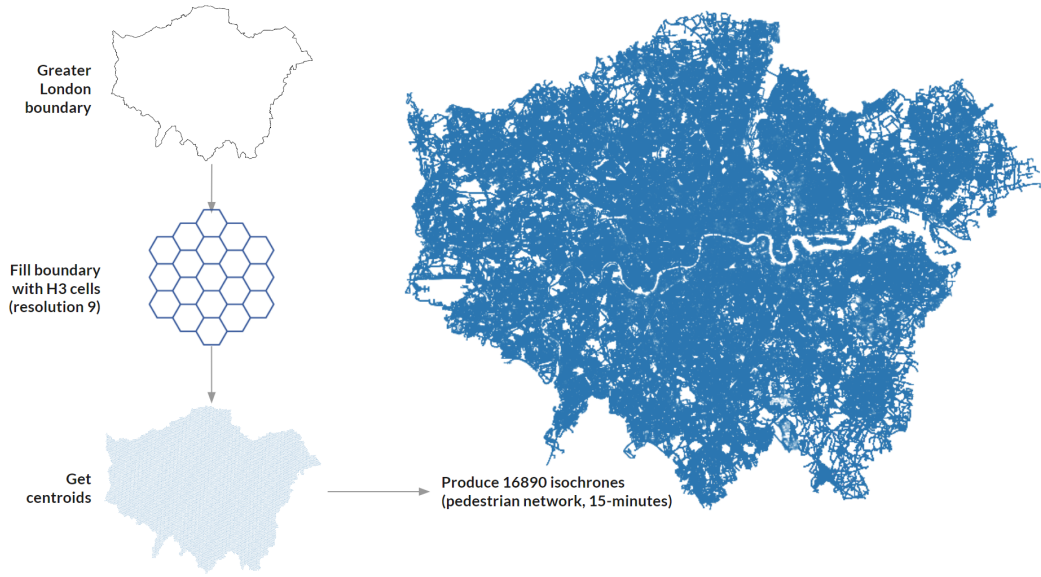 Greater
London
boundary
Fill boundary
with H3 cells
(resolution 9)
Get
centroids
Produce 16890 isochrones
(pedestrian network, 15-minutes)